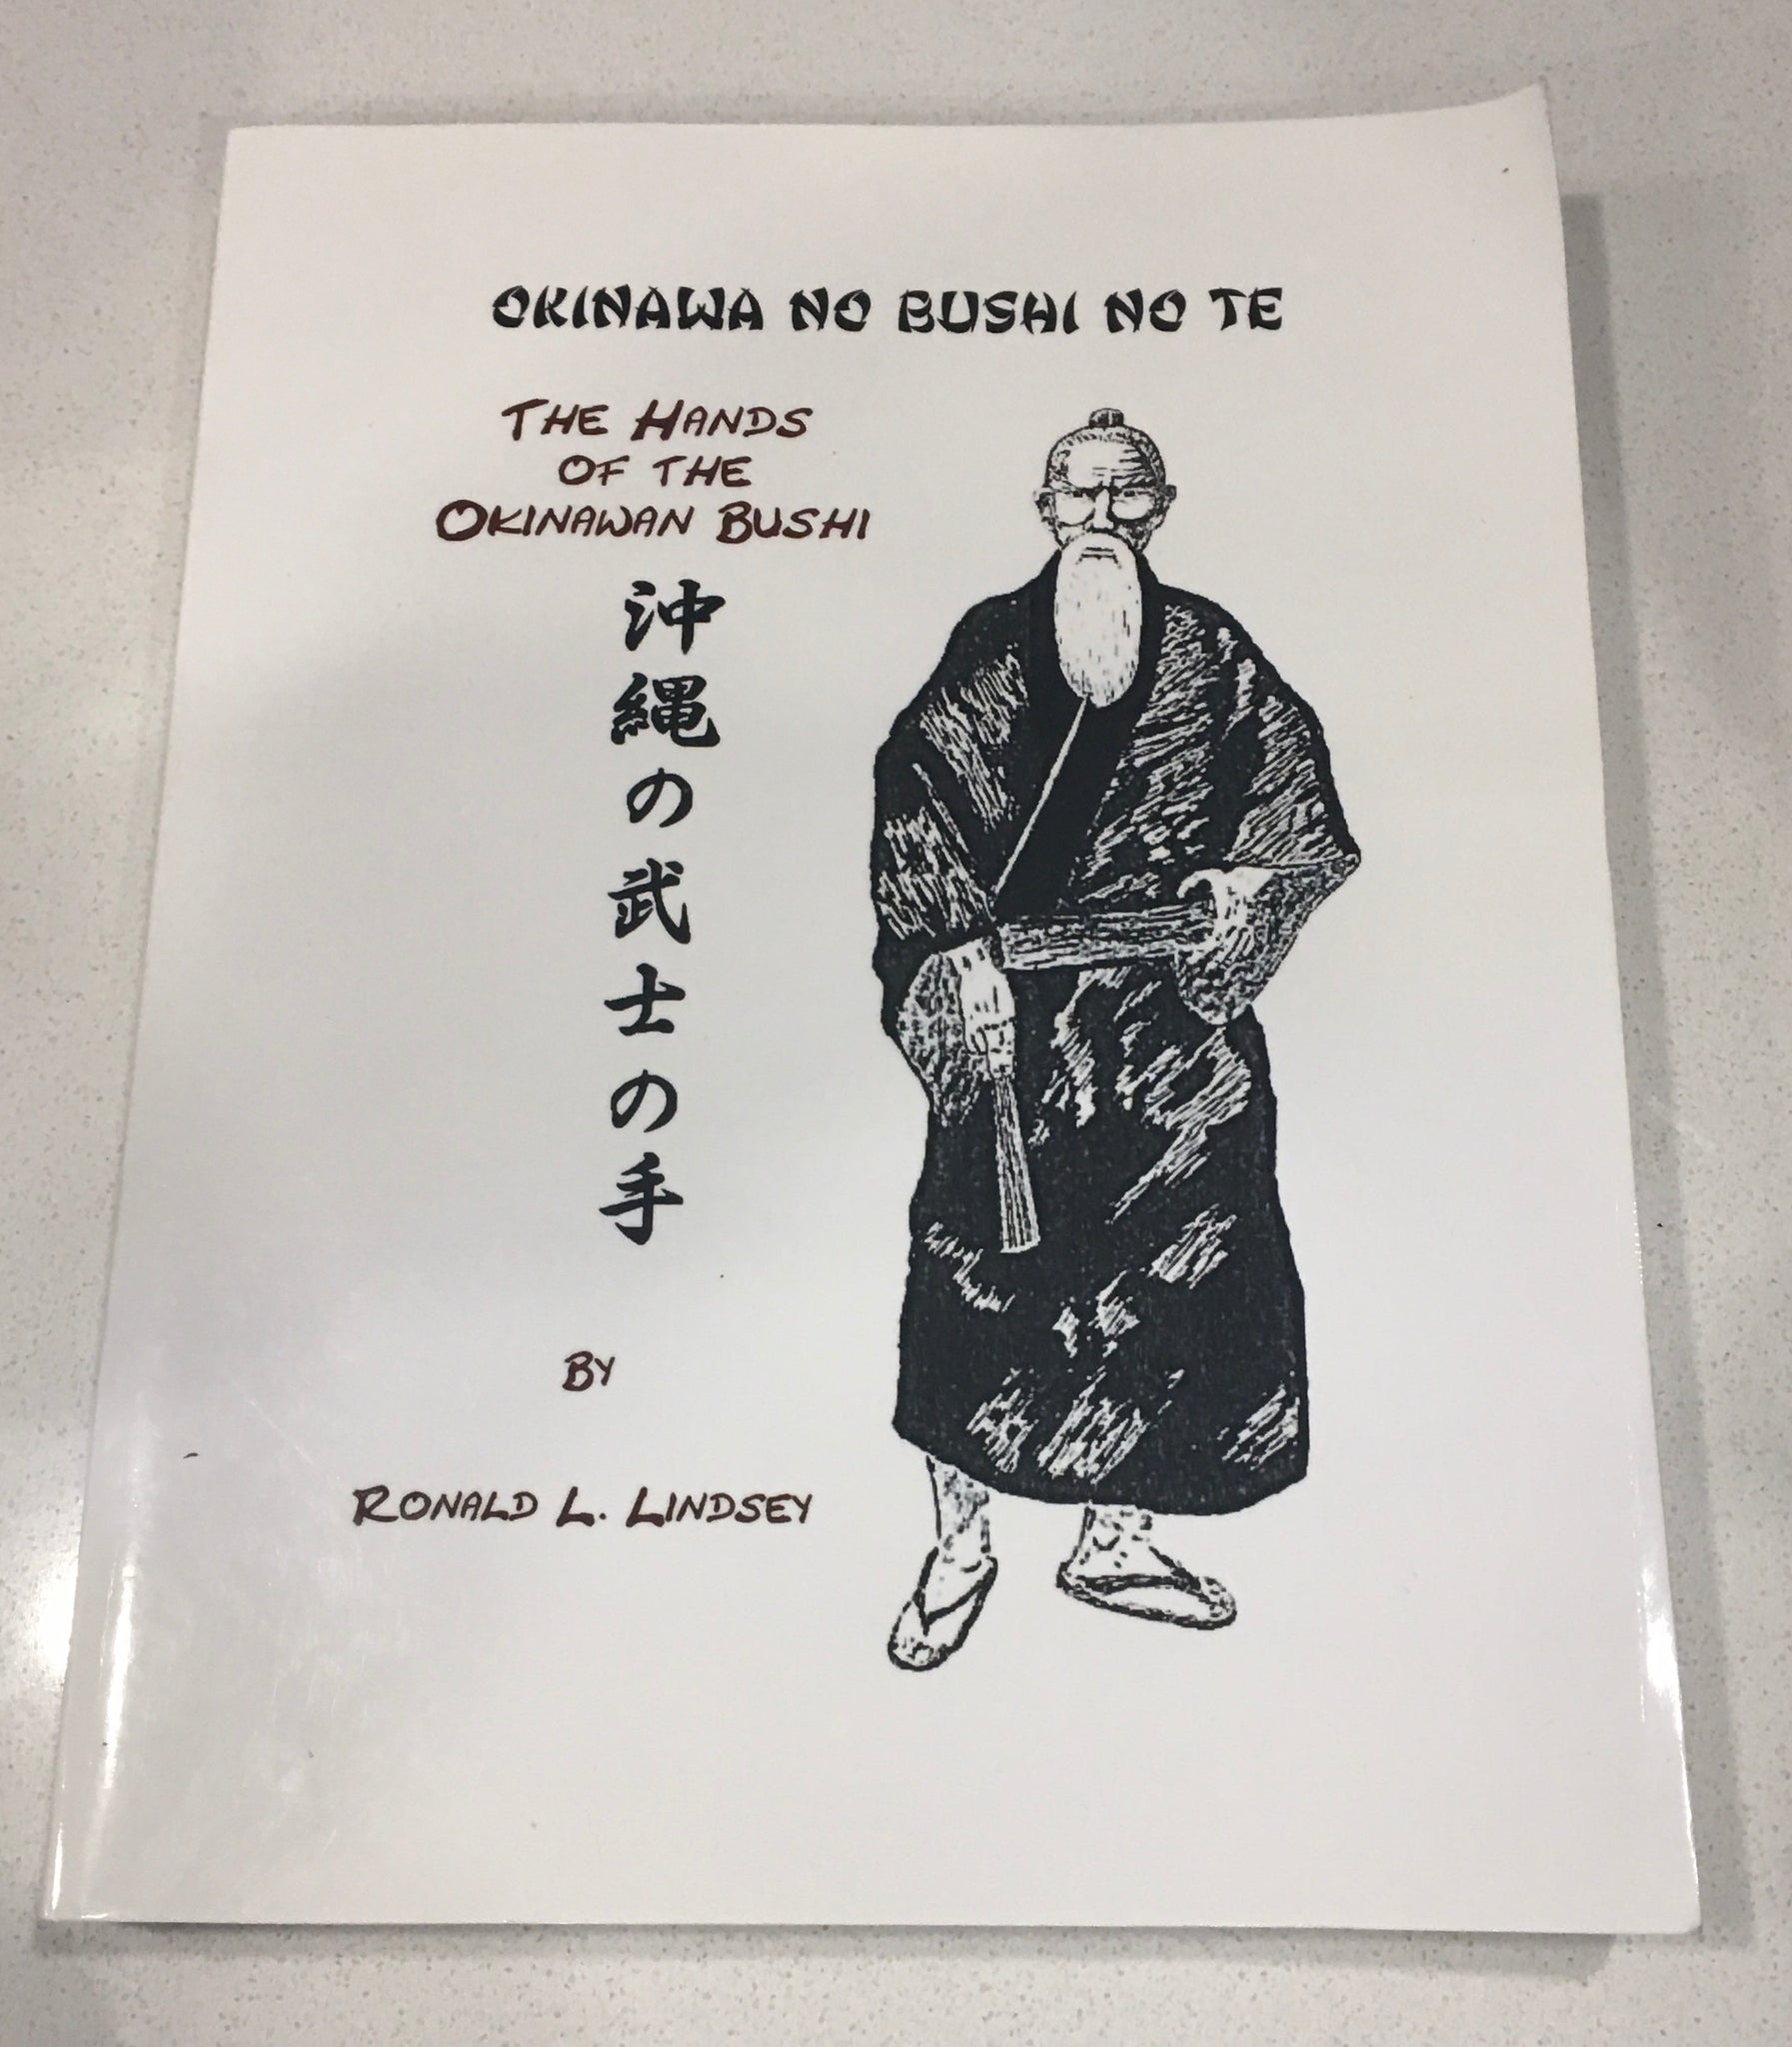 OKINAWA NO BUSHI NO TE
THE HANDS
OF THE
OKINAWAN BUSHI
沖縄の武士の手
BY
RONALD L. LINDSEY